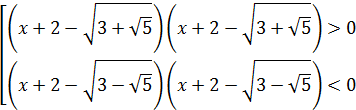 [(x + 2 − √(3 + √5))(x + 2 − √(3 + √5)) > 0
(x + 2 − √(3 − √5))(x + 2 − √(3 − √5)) < 0